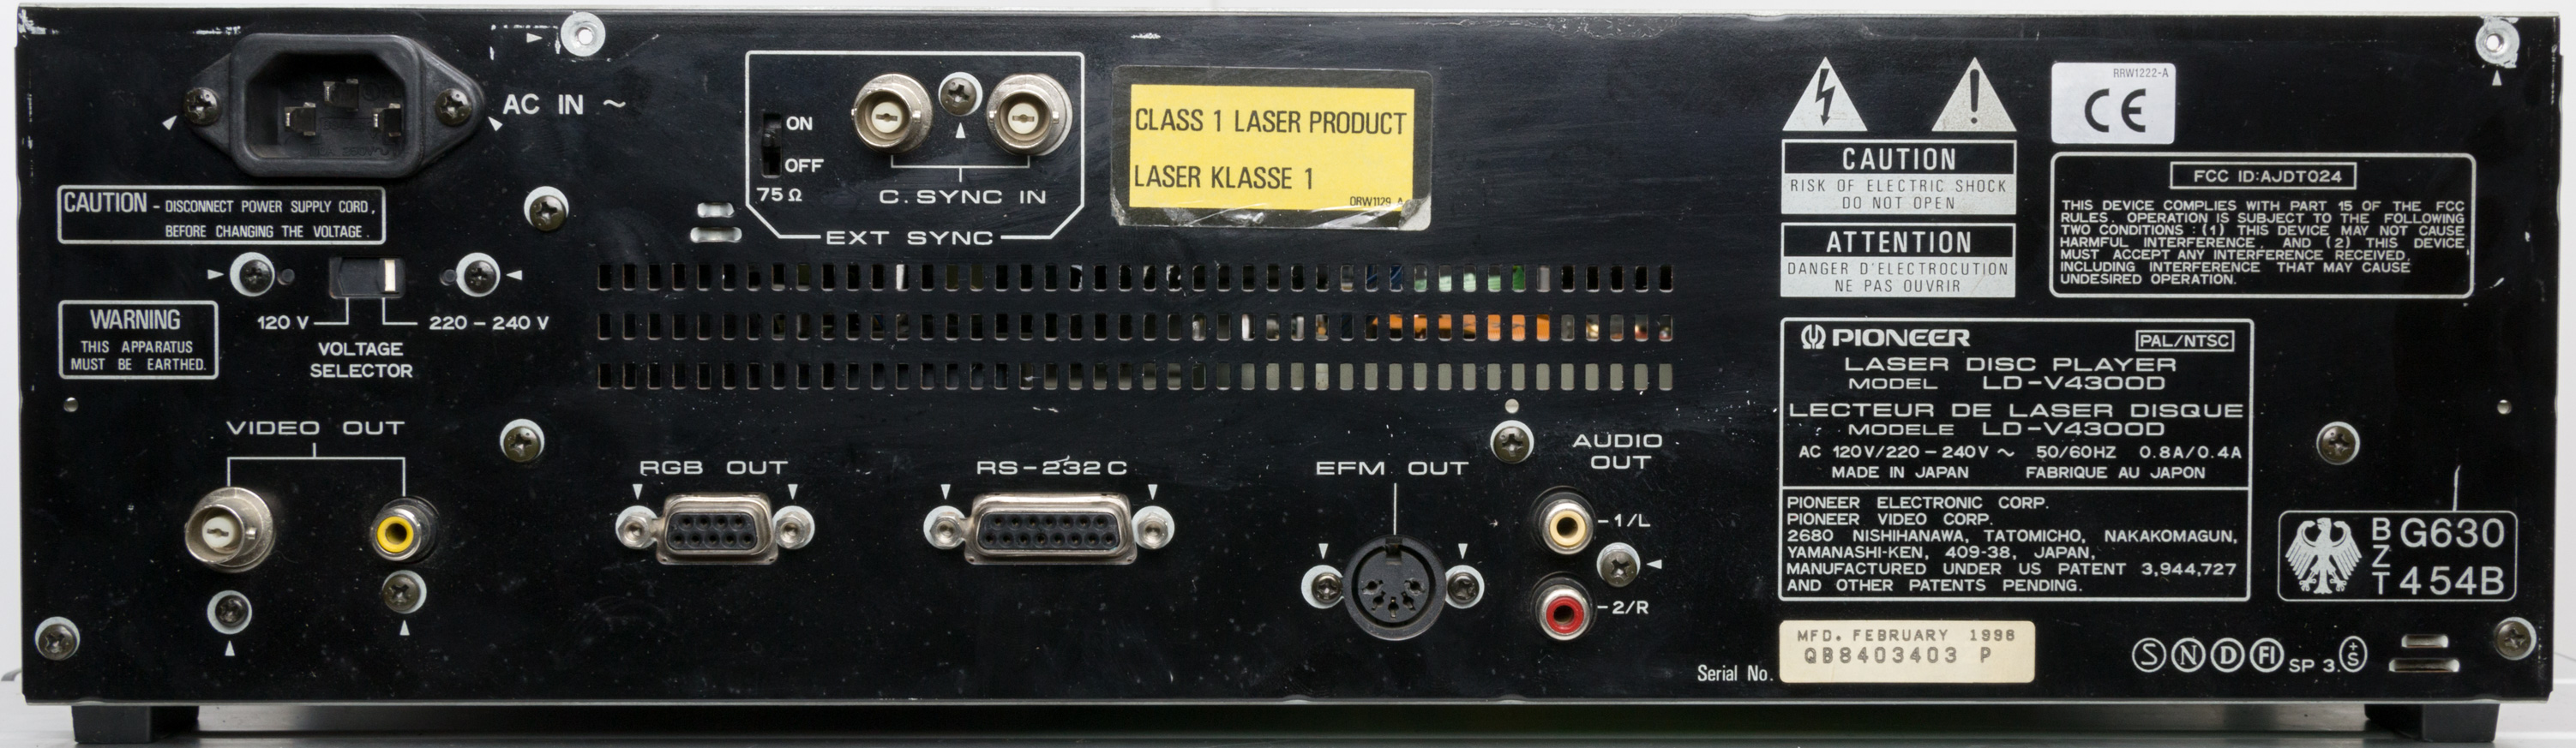 AC IN ~
CAUTION - DISCONNECT POWER SUPPLY CORD,
BEFORE CHANGING THE VOLTAGE.
120 V
220 - 240 V
VOLTAGE
SELECTOR
WARNING
THIS APPARATUS
MUST BE EARTHED.
VIDEO OUT
ON
OFF
75 Ω
C. SYNC IN
EXT SYNC
CLASS 1 LASER PRODUCT
LASER KLASSE 1
DRW1129-A
RGB OUT
RS-232C
EFM OUT
AUDIO
OUT
1/L
2/R
CAUTION
RISK OF ELECTRIC SHOCK
DO NOT OPEN
ATTENTION
DANGER D'ELECTROCUTION
NE PAS OUVRIR
RRW1222-A
CE
FCC ID:AJDT024
THIS DEVICE COMPLIES WITH PART 15 OF THE FCC
RULES. OPERATION IS SUBJECT TO THE FOLLOWING
TWO CONDITIONS : (1) THIS DEVICE MAY NOT CAUSE
HARMFUL INTERFERENCE, AND (2) THIS DEVICE
MUST ACCEPT ANY INTERFERENCE RECEIVED,
INCLUDING INTERFERENCE THAT MAY CAUSE
UNDESIRED OPERATION.
PIONEER
PAL/NTSC
LASER DISC PLAYER
MODEL LD-V4300D
LECTEUR DE LASER DISQUE
MODELE LD-V4300D
AC 120V/220-240V ~ 50/60HZ 0.8A/0.4A
MADE IN JAPAN FABRIQUE AU JAPON
PIONEER ELECTRONIC CORP.
PIONEER VIDEO CORP.
2680 NISHIHANAWA, TATOMICHO, NAKAKOMAGUN,
YAMANASHI-KEN, 409-38, JAPAN,
MANUFACTURED UNDER US PATENT 3,944,727
AND OTHER PATENTS PENDING.
Serial No.
MFD. FEBRUARY 1998
QB8403403 P
BZT
G630
454B
S N D FI SP 3. S